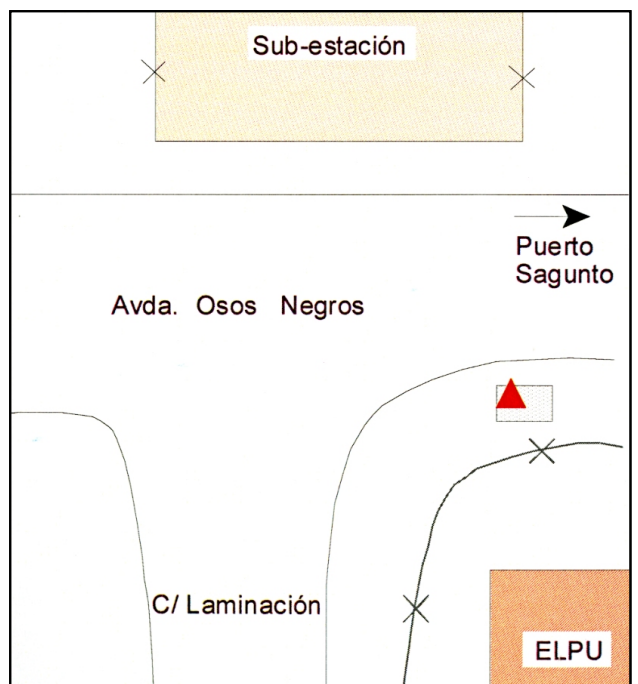 Sub-estación
Puerto
Sagunto
Avda. Osos Negros
C/ Laminación
ELPU